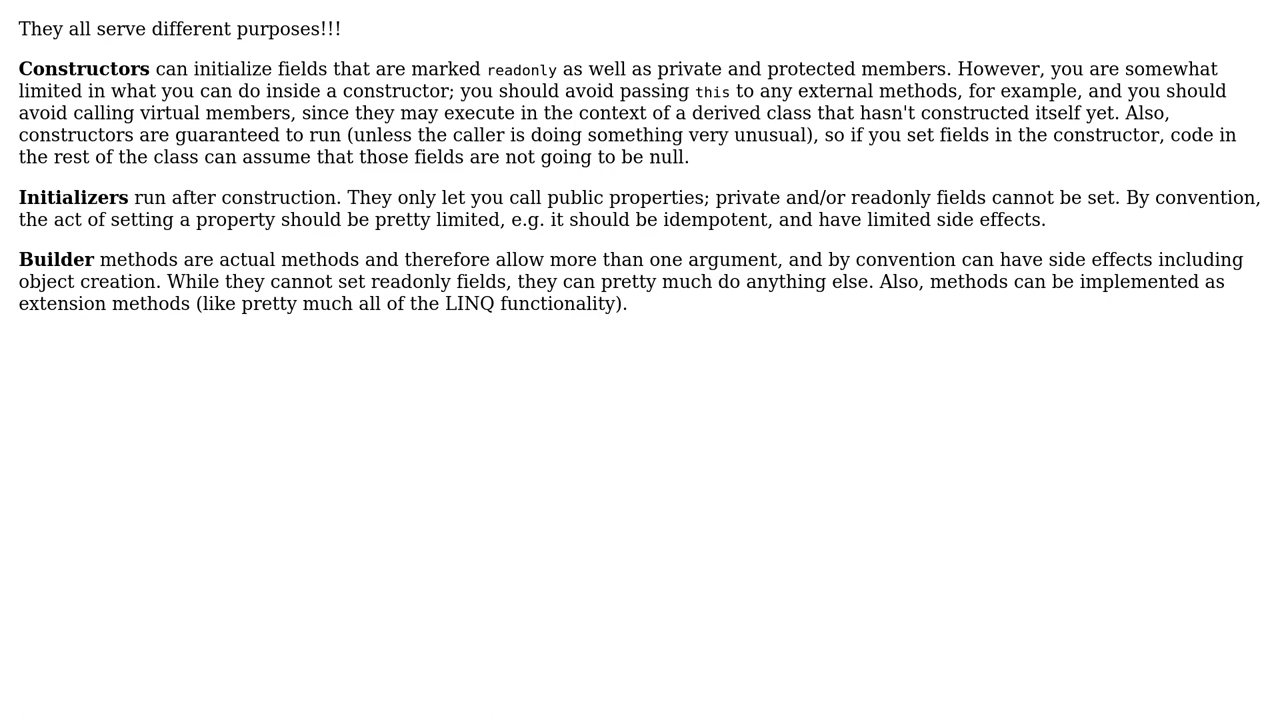 They all serve different purposes!!!
Constructors can initialize fields that are marked readonly as well as private and protected members. However, you are somewhat
limited in what you can do inside a constructor; you should avoid passing this to any external methods, for example, and you should
avoid calling virtual members, since they may execute in the context of a derived class that hasn't constructed itself yet. Also,
constructors are guaranteed to run (unless the caller is doing something very unusual), so if you set fields in the constructor, code in
the rest of the class can assume that those fields are not going to be null.
Initializers run after construction. They only let you call public properties; private and/or readonly fields cannot be set. By convention,
the act of setting a property should be pretty limited, e.g. it should be idempotent, and have limited side effects.
Builder methods are actual methods and therefore allow more than one argument, and by convention can have side effects including
object creation. While they cannot set readonly fields, they can pretty much do anything else. Also, methods can be implemented as
extension methods (like pretty much all of the LINQ functionality).